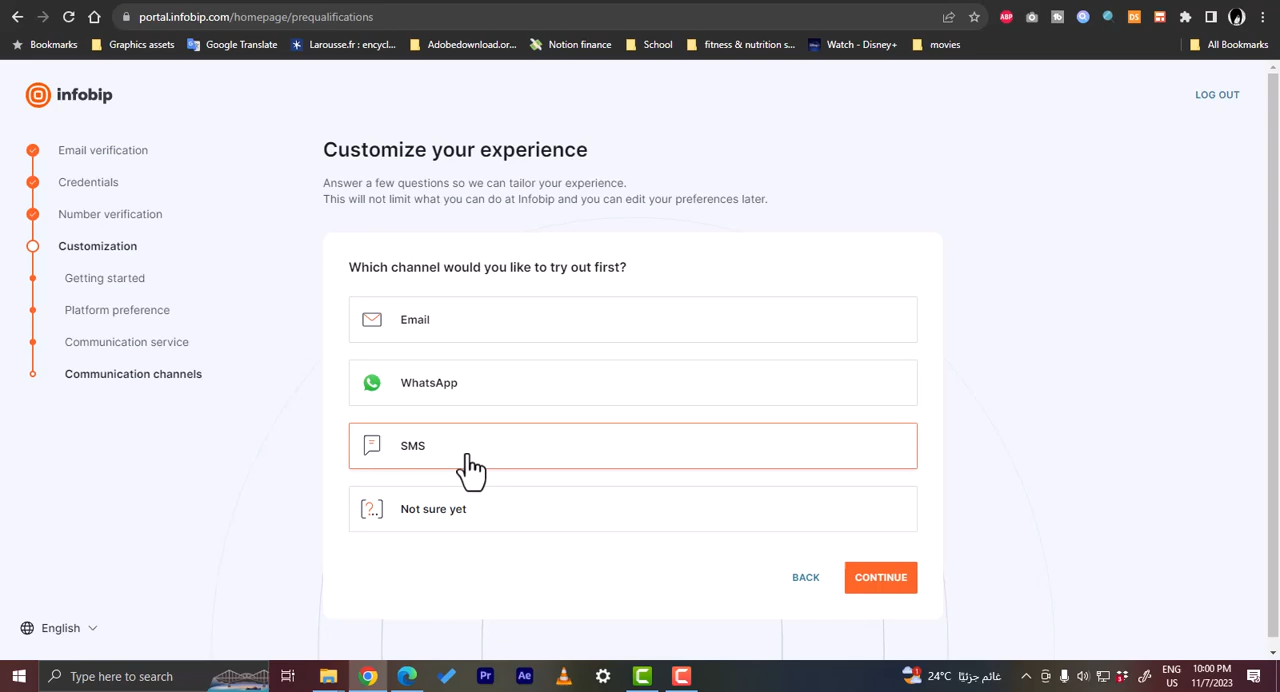 portal.infobip.com/homepage/prequalifications
ABP
DS
Bookmarks
Graphics assets
Google Translate
Larousse.fr : encycl...
Adobedownload.or...
Notion finance
School
fitness & nutrition s...
Watch - Disney+
movies
All Bookmarks
infobip
LOG OUT
Email verification
Credentials
Number verification
Customization
Getting started
Platform preference
Communication service
Communication channels
Customize your experience
Answer a few questions so we can tailor your experience.
This will not limit what you can do at Infobip and you can edit your preferences later.
Which channel would you like to try out first?
Email
WhatsApp
SMS
?..
Not sure yet
BACK
CONTINUE
English
Type here to search
Pr
Ae
24°C
غائم جزئيًا
ENG
US
10:00 PM
11/7/2023